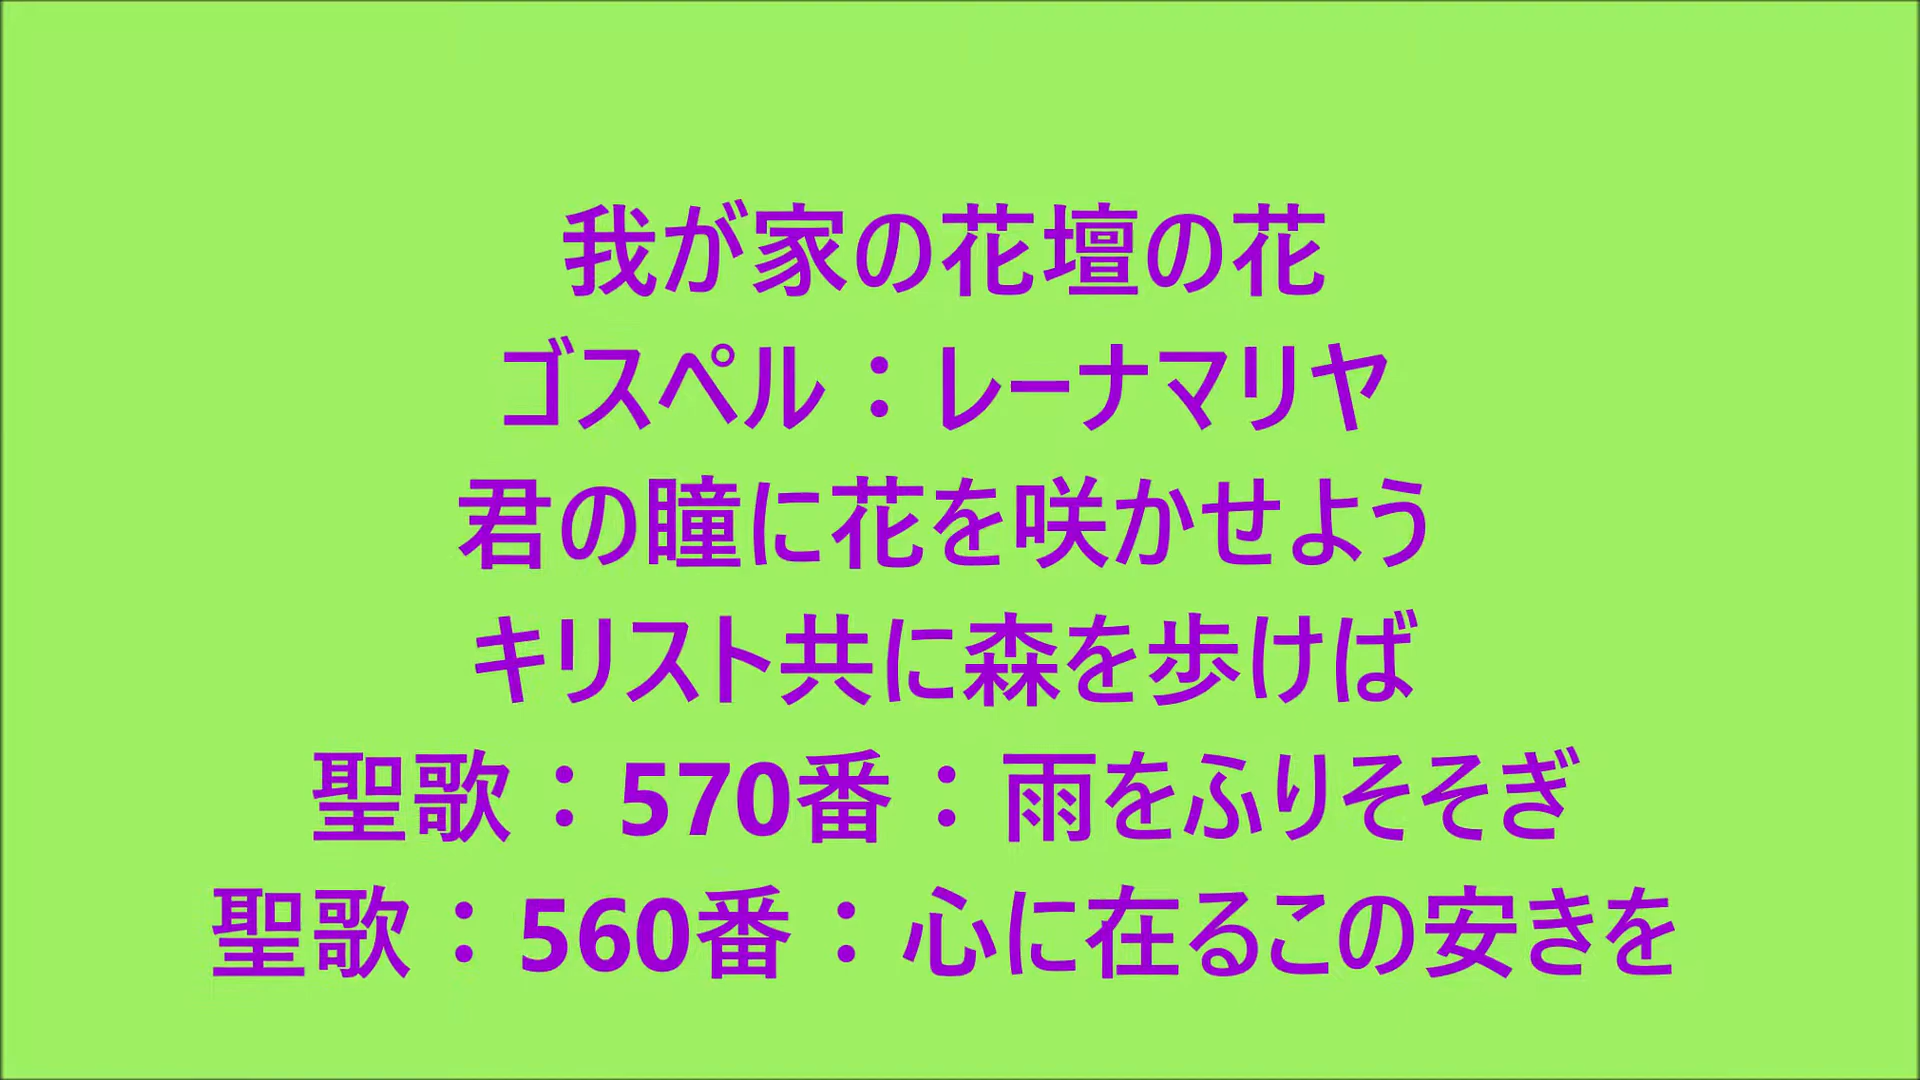 我が家の花壇の花
ゴスペル：レーナマリヤ
君の瞳に花を咲かせよう
キリスト共に森を歩けば
聖歌：570番：雨をふりそそぎ
聖歌：560番：心に在るこの安きを